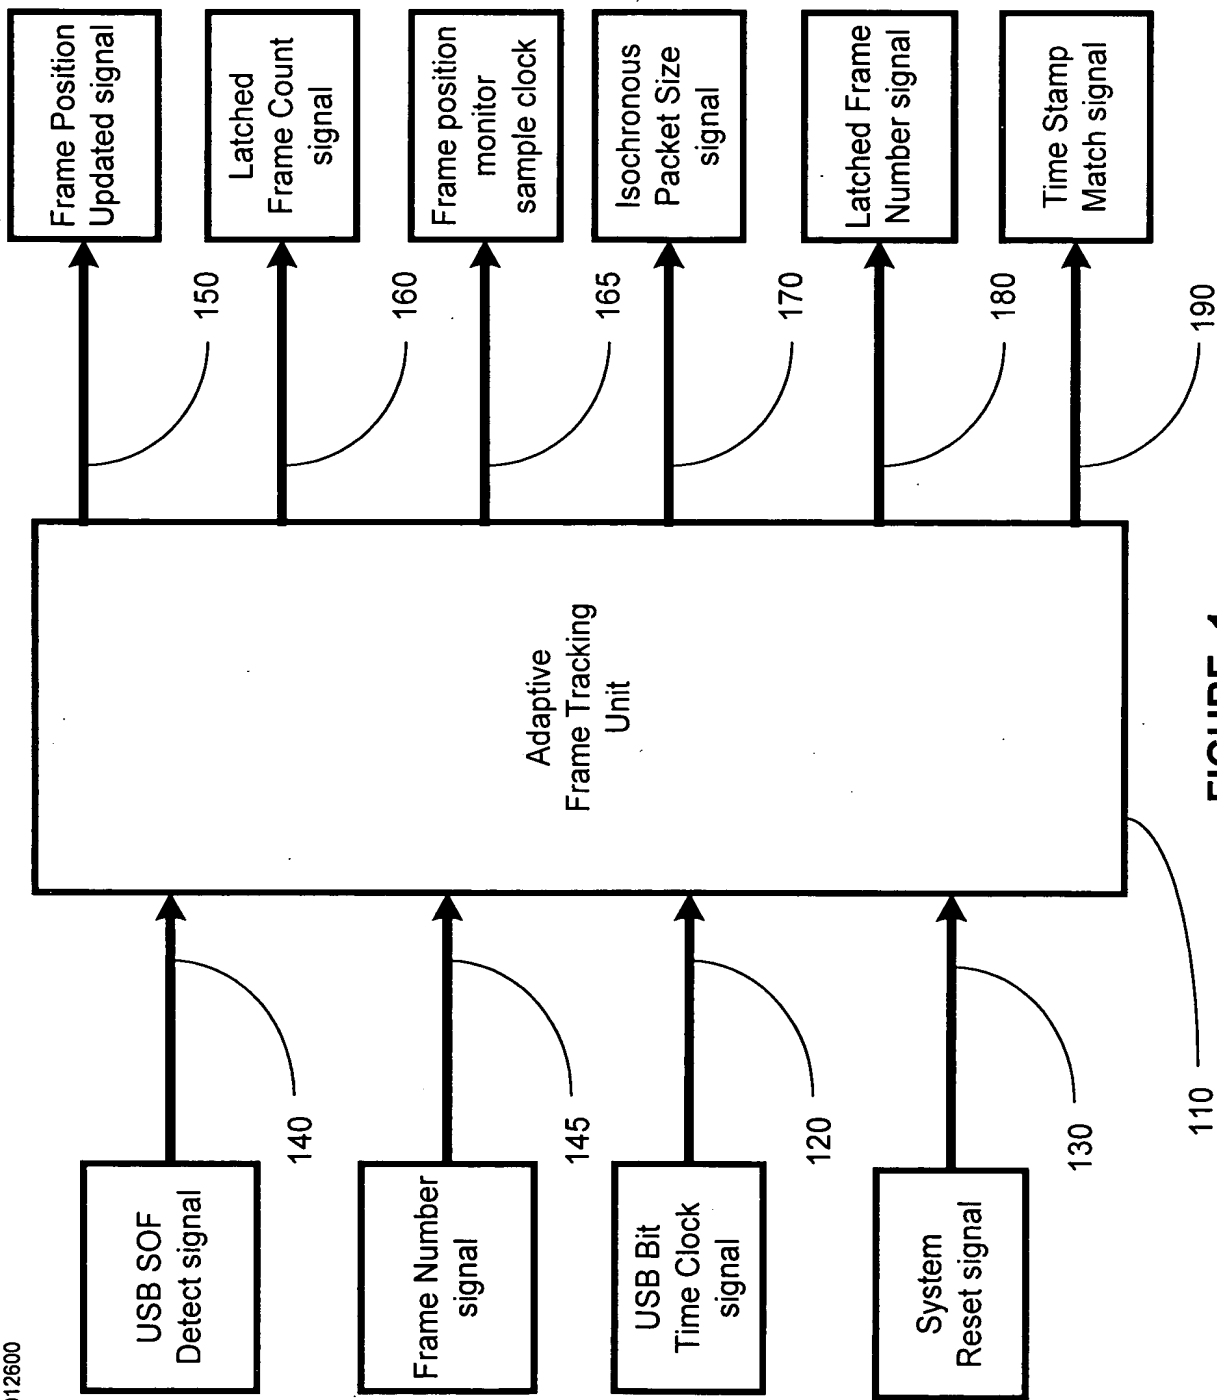 012600
USB SOF
Detect signal
Frame Number
signal
USB Bit
Time Clock
signal
System
Reset signal
140
145
120
130
110
Adaptive
Frame Tracking
Unit
Frame Position
Updated signal
Latched
Frame Count
signal
Frame position
monitor
sample clock
Isochronous
Packet Size
signal
Latched Frame
Number signal
Time Stamp
Match signal
150
160
165
170
180
190